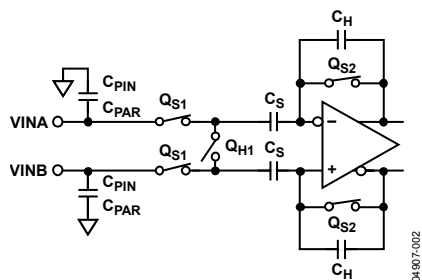 CH
QS2
CPIN
CPAR
QS1
CS
VINA
−
QH1
QS1
CS
VINB
+
CPIN
CPAR
QS2
CH
04907-002